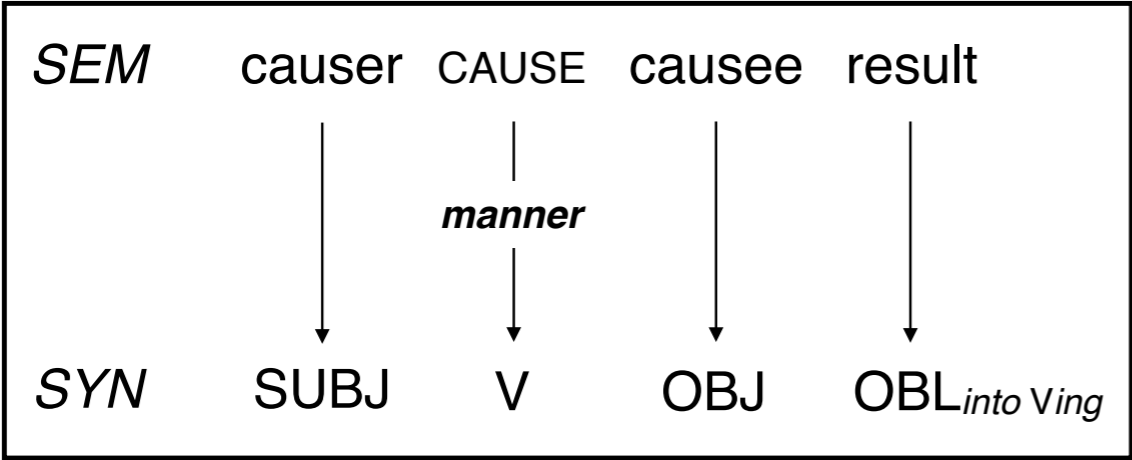 SEM causer CAUSE causee result
manner
SYN SUBJ V OBJ OBLinto Ving